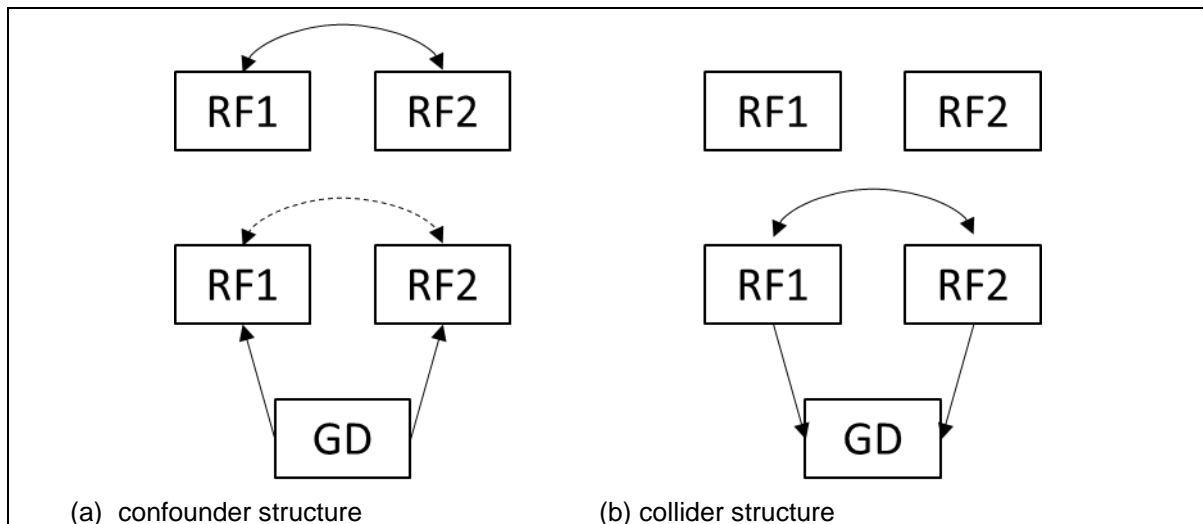 RF1 RF2 RF1 RF2
RF1 RF2 RF1 RF2
GD GD
(a) confounder structure (b) collider structure